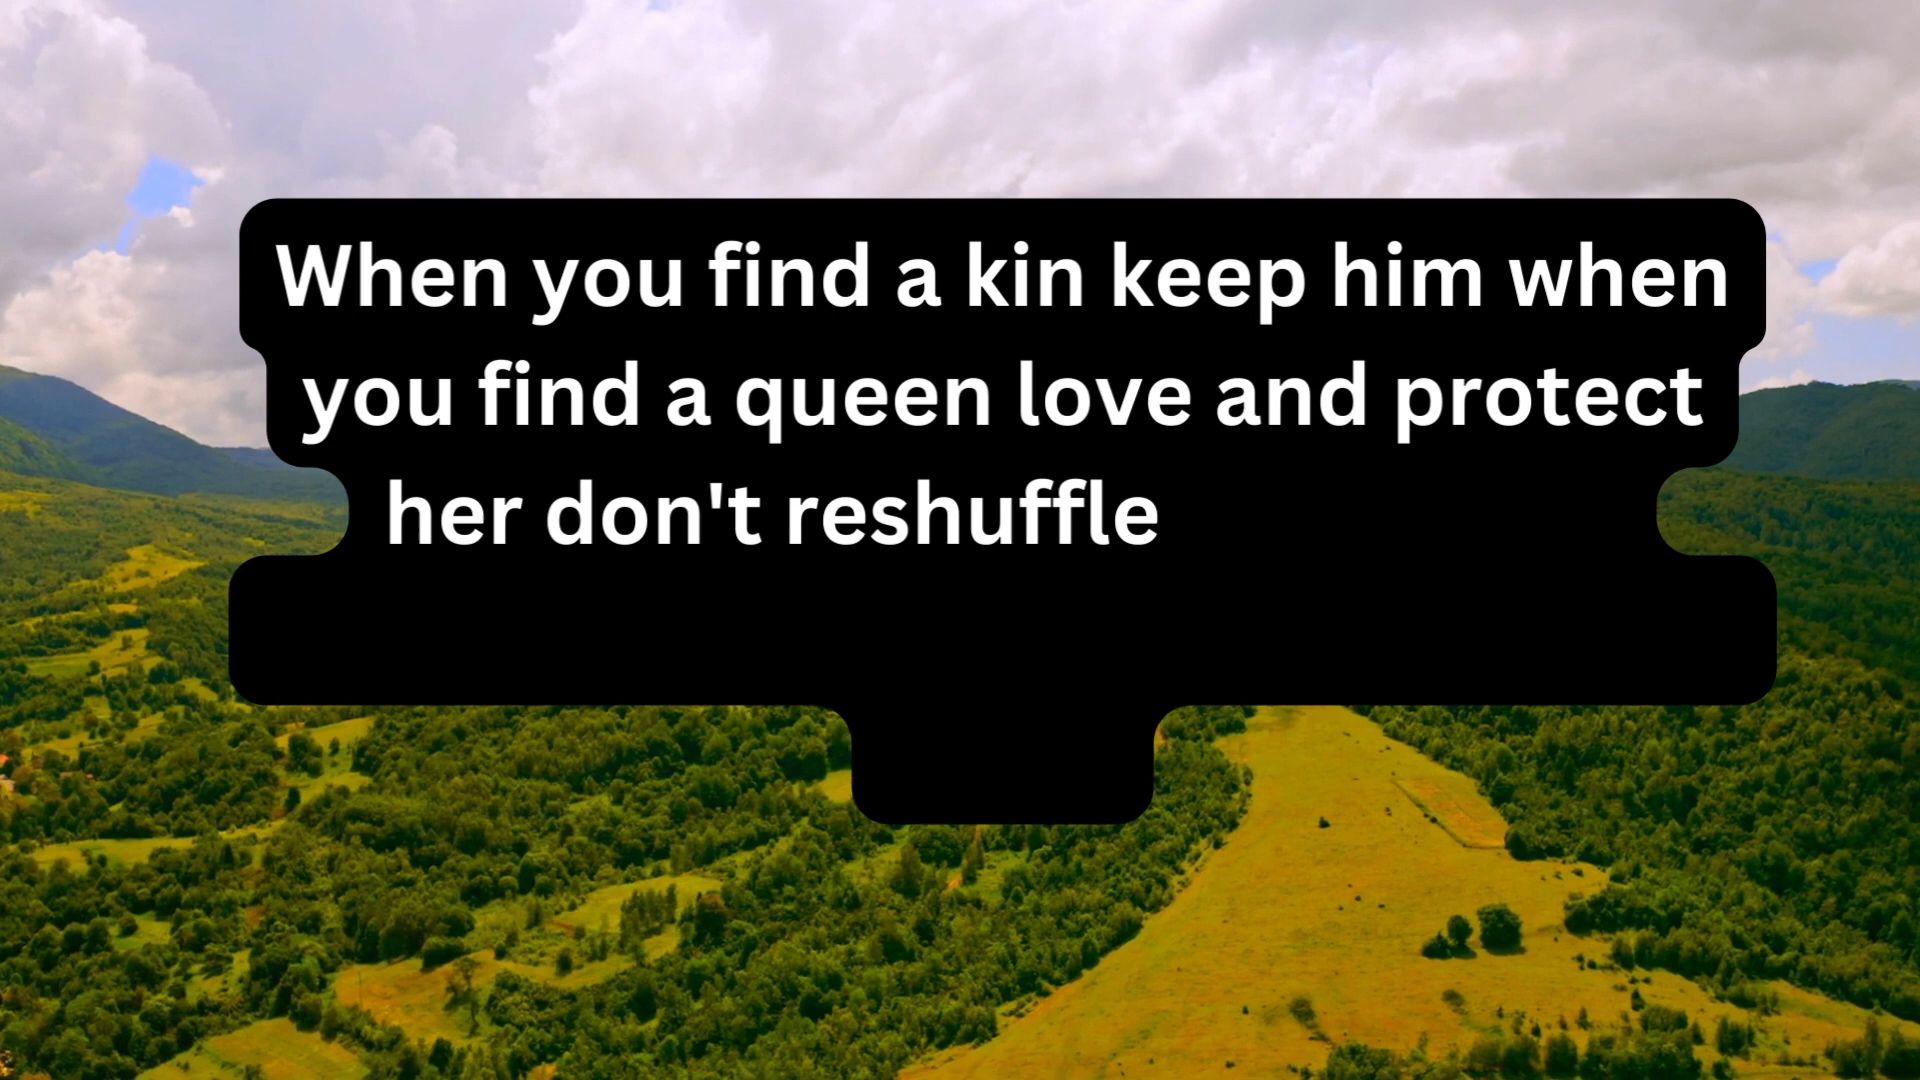 When you find a kin keep him when
you find a queen love and protect
her don't reshuffle